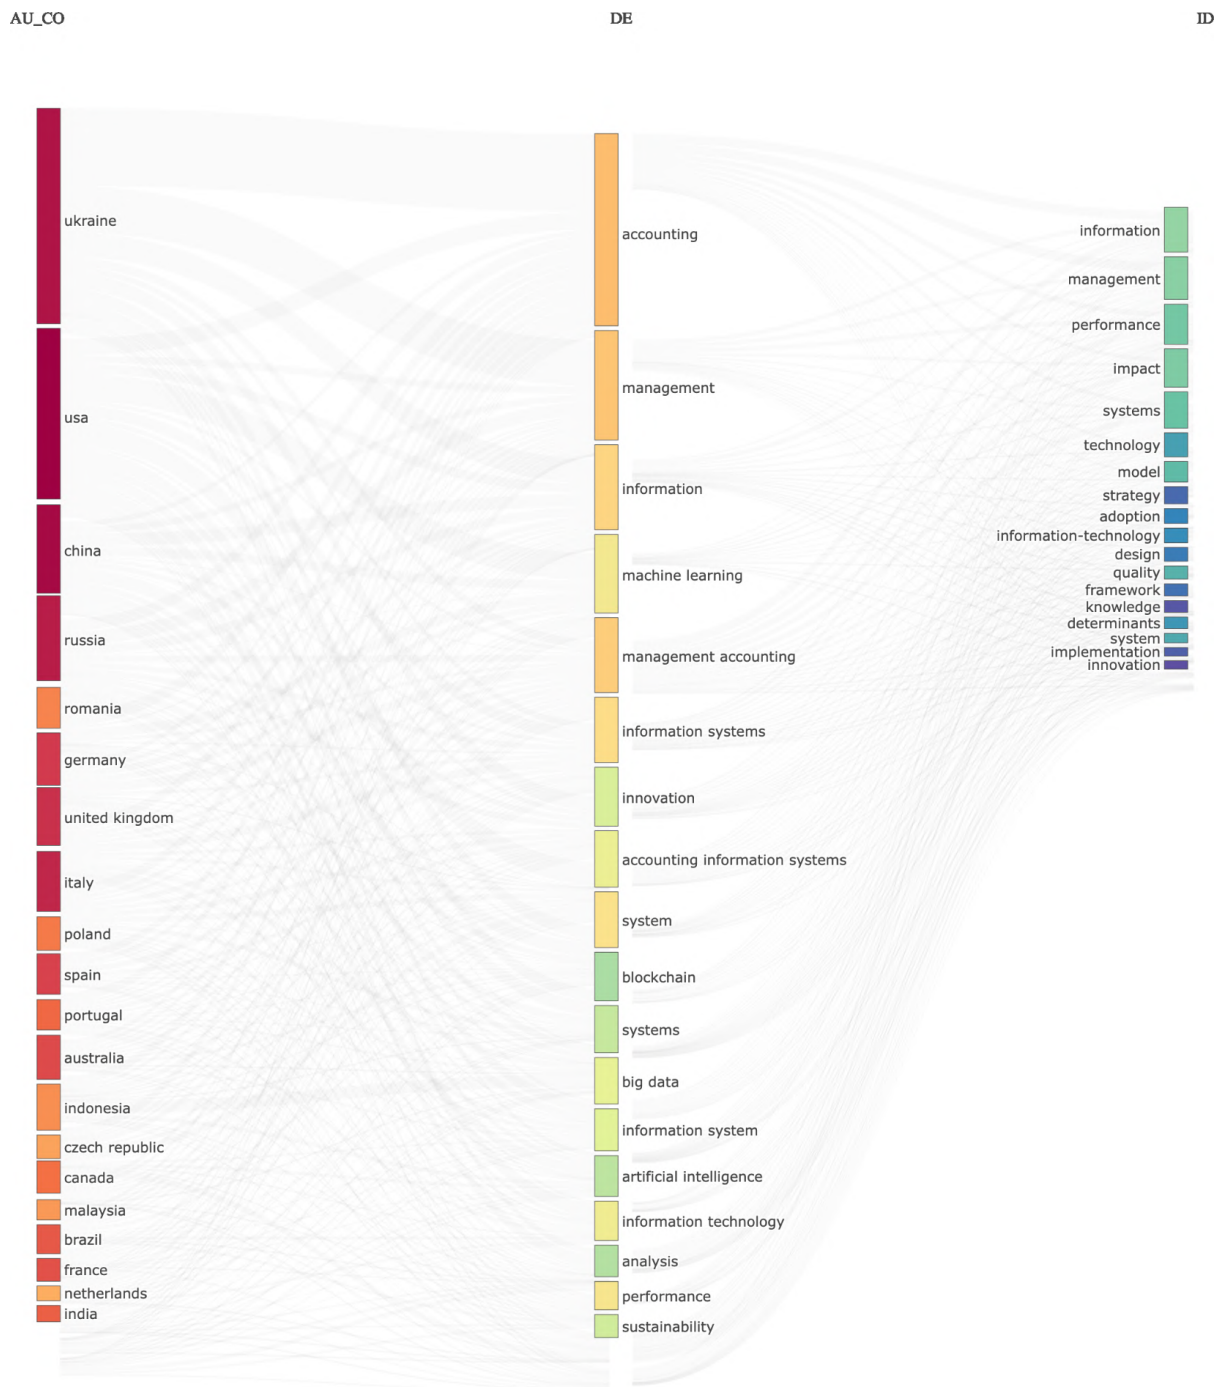 AU_CO
DE
ID
ukraine
usa
china
russia
romania
germany
united kingdom
italy
poland
spain
portugal
australia
indonesia
czech republic
canada
malaysia
brazil
france
netherlands
india
accounting
management
information
machine learning
management accounting
information systems
innovation
accounting information systems
system
blockchain
systems
big data
information system
artificial intelligence
information technology
analysis
performance
sustainability
information
management
performance
impact
systems
technology
model
strategy
adoption
information-technology
design
quality
framework
knowledge
determinants
system
implementation
innovation